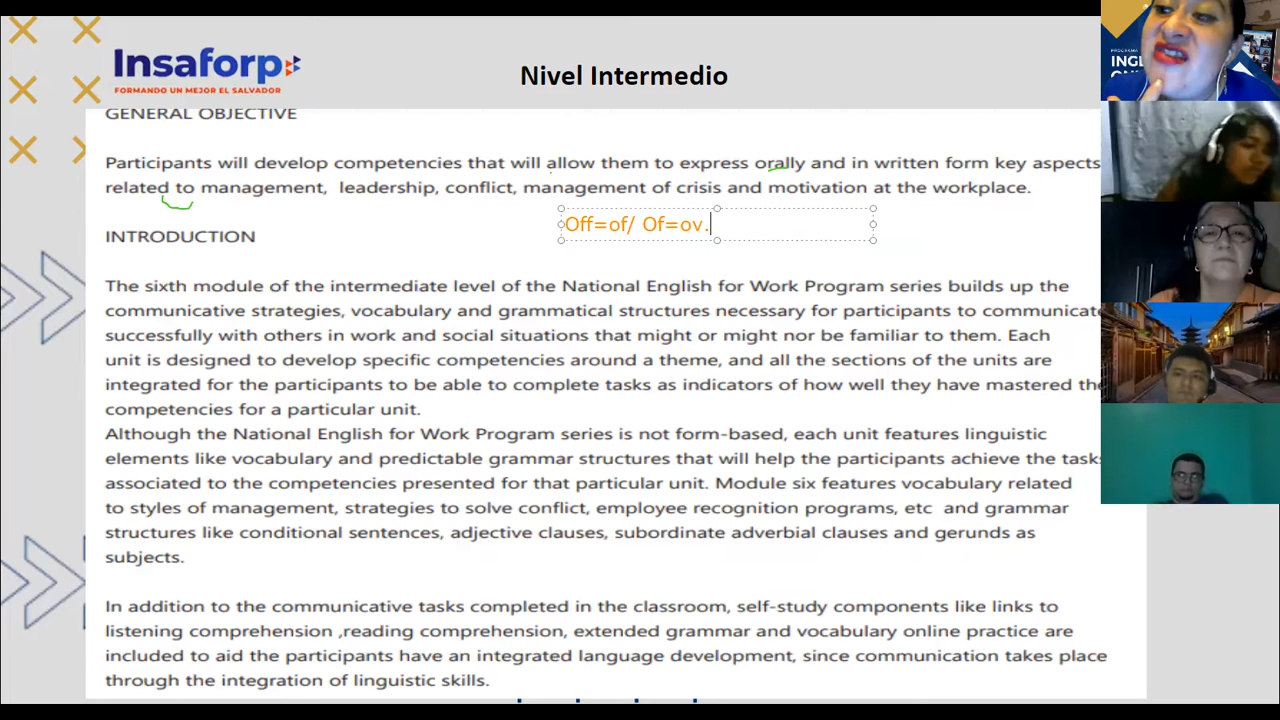 Insaforp
FORMANDO UN MEJOR EL SALVADOR
Nivel Intermedio
GENERAL OBJECTIVE
Participants will develop competencies that will allow them to express orally and in written form key aspects
related to management, leadership, conflict, management of crisis and motivation at the workplace.
Off=of/ Of=ov.
INTRODUCTION
The sixth module of the intermediate level of the National English for Work Program series builds up the
communicative strategies, vocabulary and grammatical structures necessary for participants to communicate
successfully with others in work and social situations that might or might nor be familiar to them. Each
unit is designed to develop specific competencies around a theme, and all the sections of the units are
integrated for the participants to be able to complete tasks as indicators of how well they have mastered the
competencies for a particular unit.
Although the National English for Work Program series is not form-based, each unit features linguistic
elements like vocabulary and predictable grammar structures that will help the participants achieve the tasks
associated to the competencies presented for that particular unit. Module six features vocabulary related
to styles of management, strategies to solve conflict, employee recognition programs, etc and grammar
structures like conditional sentences, adjective clauses, subordinate adverbial clauses and gerunds as
subjects.
In addition to the communicative tasks completed in the classroom, self-study components like links to
listening comprehension ,reading comprehension, extended grammar and vocabulary online practice are
included to aid the participants have an integrated language development, since communication takes place
through the integration of linguistic skills.
PROGRAMA